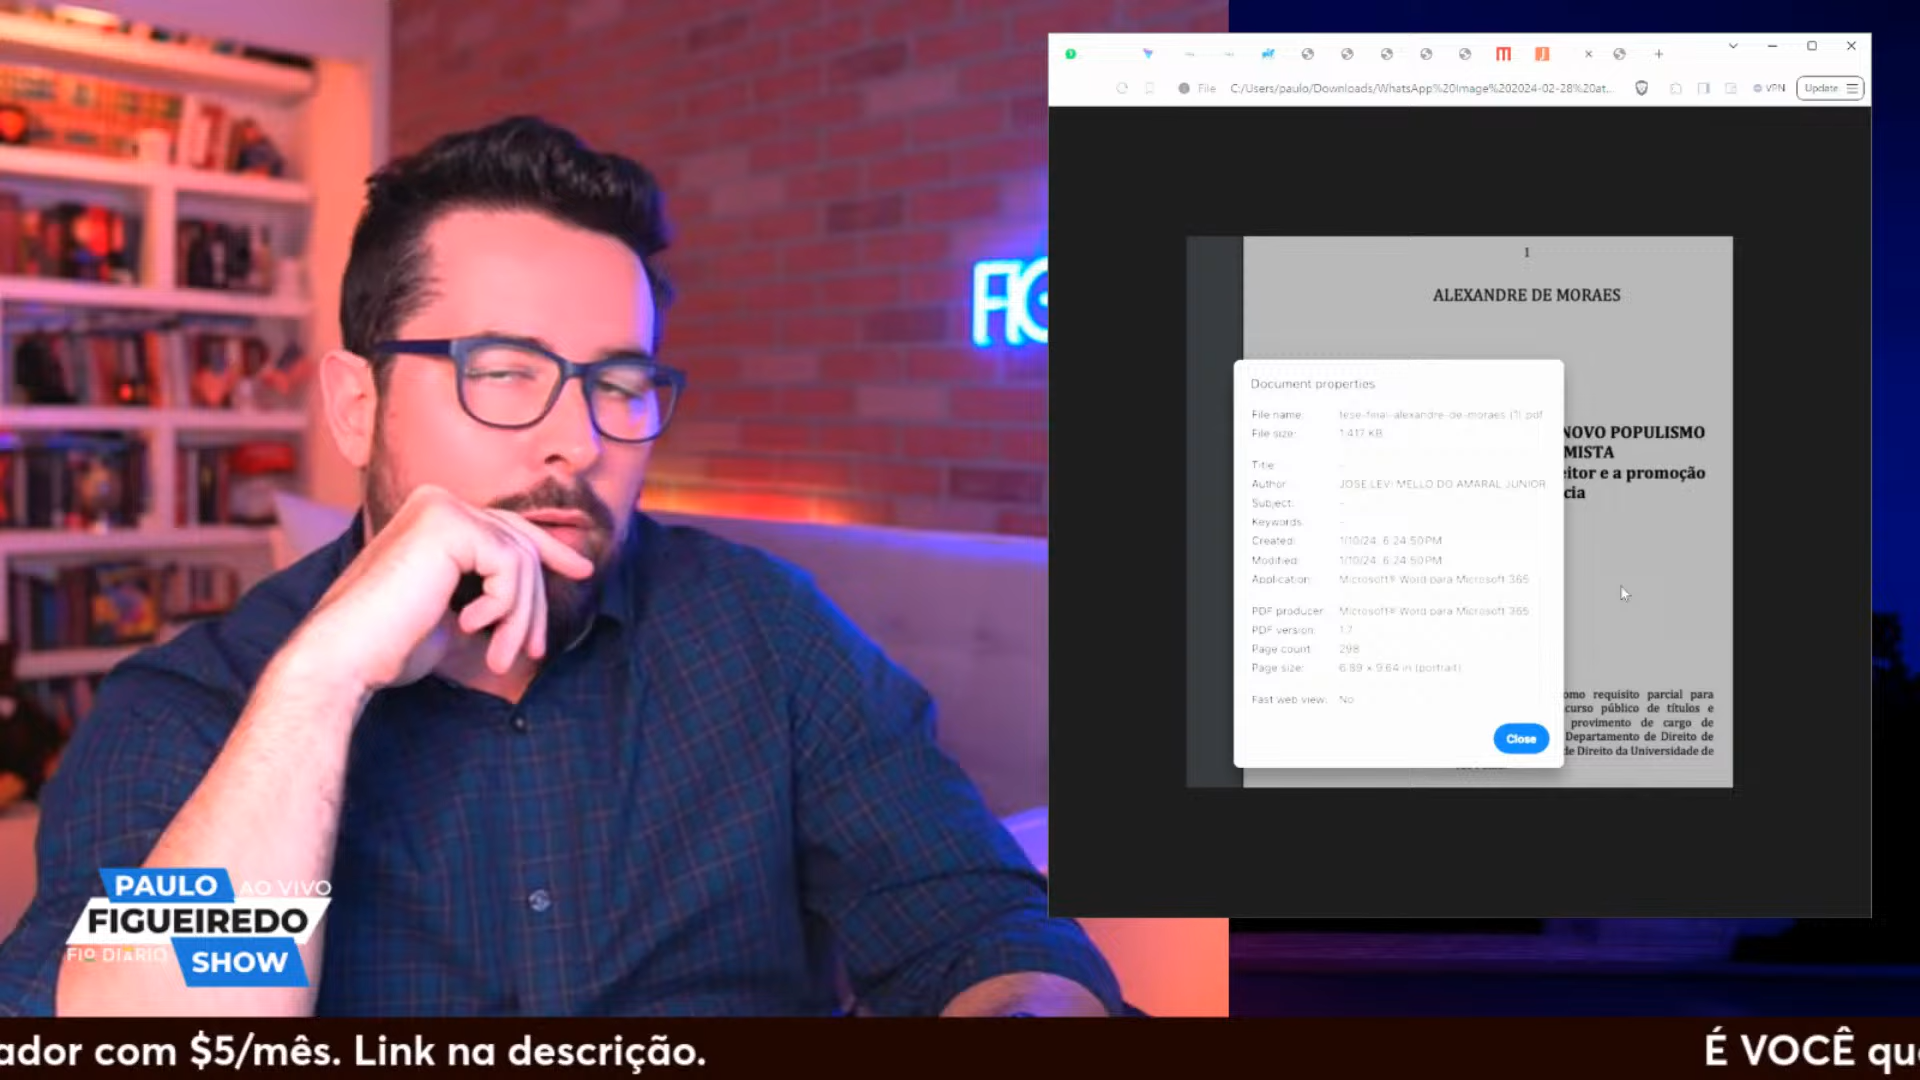 FIG
File C:/Users/paulo/Downloads/WhatsApp%20Image%202024-02-28%20at...
VPN
Update
1
ALEXANDRE DE MORAES
NOVO POPULISMO
MISTA
eitor e a promoção
cia
Document properties
File name: tese-final-alexandre-de-moraes (1).pdf
File size: 1.417 KB
Title: -
Author: JOSE LEVI MELLO DO AMARAL JUNIOR
Subject: -
Keywords: -
Created: 1/10/24, 6:24:50 PM
Modified: 1/10/24, 6:24:50 PM
Application: Microsoft® Word para Microsoft 365
PDF producer: Microsoft® Word para Microsoft 365
PDF version: 1.7
Page count: 298
Page size: 6.89 × 9.64 in (portrait)
Fast web view: No
Close
omo requisito parcial para
curso público de títulos e
provimento de cargo de
Departamento de Direito de
de Direito da Universidade de
PAULO AO VIVO
FIGUEIREDO
FIO DIÁRIO SHOW
ador com $5/mês. Link na descrição.
É VOCÊ qu